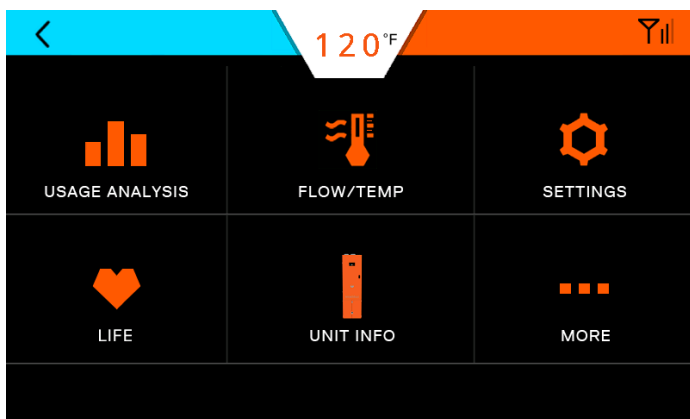 120°F
USAGE ANALYSIS
FLOW/TEMP
SETTINGS
LIFE
UNIT INFO
MORE